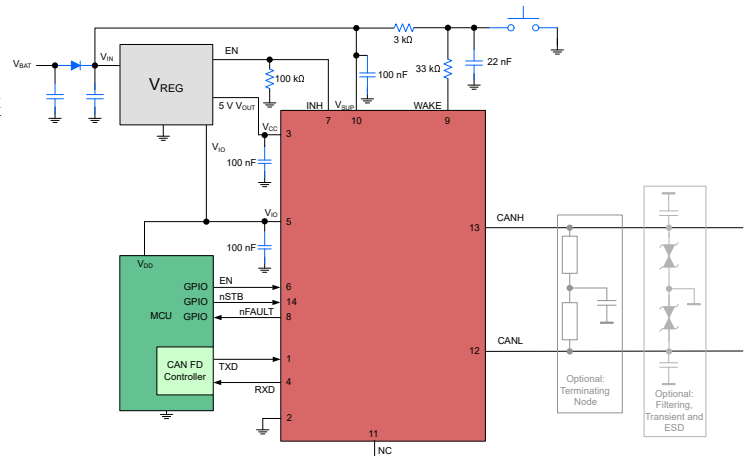 VBAT
VIN
VREG
EN
100 kΩ
5 V VOUT
VIO
VCC
100 nF
3 kΩ
33 kΩ
22 nF
100 nF
INH
VSUP
WAKE
7
10
9
3
VIO
5
100 nF
VDD
GPIO
EN
6
GPIO
nSTB
14
MCU
GPIO
nFAULT
8
CAN FD
Controller
TXD
1
RXD
4
2
11
NC
CANH
13
CANL
12
Optional:
Terminating
Node
Optional:
Filtering,
Transient and
ESD